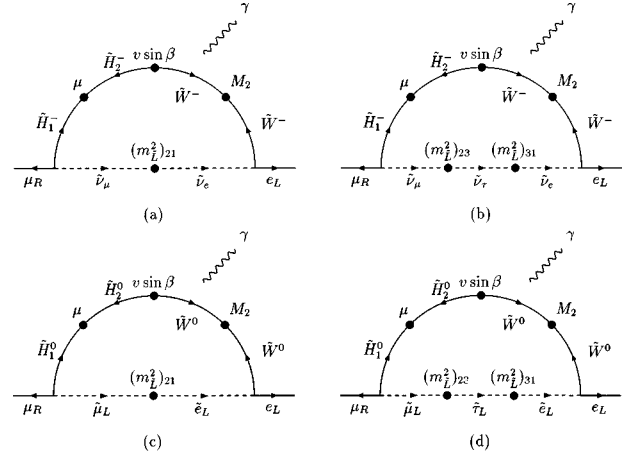 γ γ
H̃₂⁻ v sin β H̃₂⁻ v sin β
μ M₂ μ M₂
H̃₁⁻ W̃⁻ W̃⁻ H̃₁⁻ W̃⁻ W̃⁻
(m²_L̃)₂₁ (m²_L̃)₂₃ (m²_L̃)₃₁
μ_R ν̃_μ ν̃_e e_L μ_R ν̃_μ ν̃_τ ν̃_e e_L
(a) (b)
γ γ
H̃₂⁰ v sin β H̃₂⁰ v sin β
μ M₂ μ M₂
H̃₁⁰ W̃⁰ W̃⁰ H̃₁⁰ W̃⁰ W̃⁰
(m²_L̃)₂₁ (m²_L̃)₂₃ (m²_L̃)₃₁
μ_R μ̃_L ẽ_L e_L μ_R μ̃_L τ̃_L ẽ_L e_L
(c) (d)